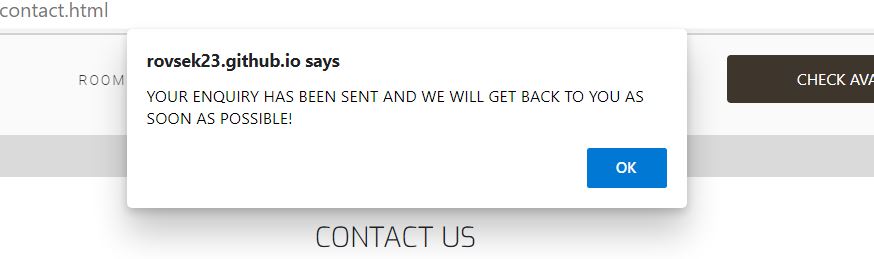 contact.html
rovsek23.github.io says
ROOM
YOUR ENQUIRY HAS BEEN SENT AND WE WILL GET BACK TO YOU AS
SOON AS POSSIBLE!
CHECK AVA
OK
CONTACT US